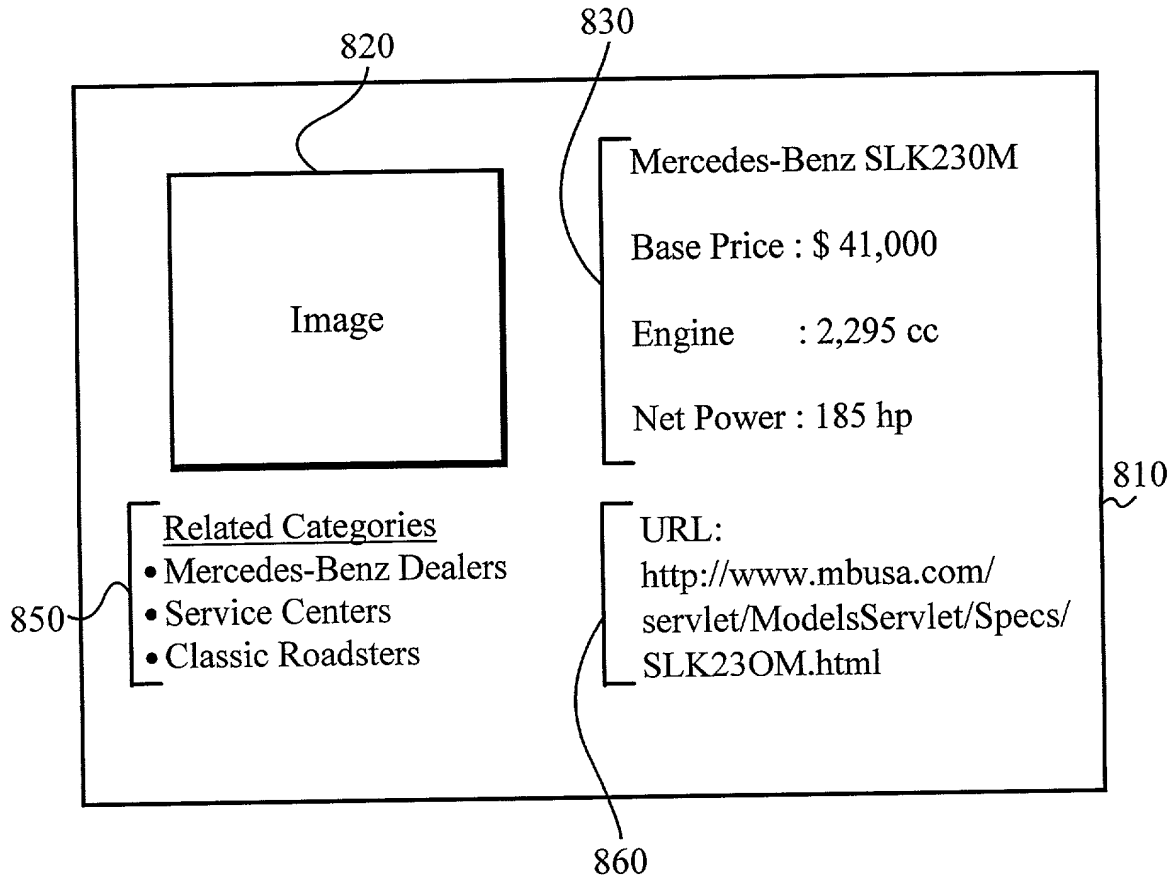 830
820
Mercedes-Benz SLK230M
Base Price : $ 41,000
Image
Engine : 2,295 cc
Net Power : 185 hp
810
Related Categories
• Mercedes-Benz Dealers
• Service Centers
• Classic Roadsters
850
URL:
http://www.mbusa.com/
servlet/ModelsServlet/Specs/
SLK23OM.html
860